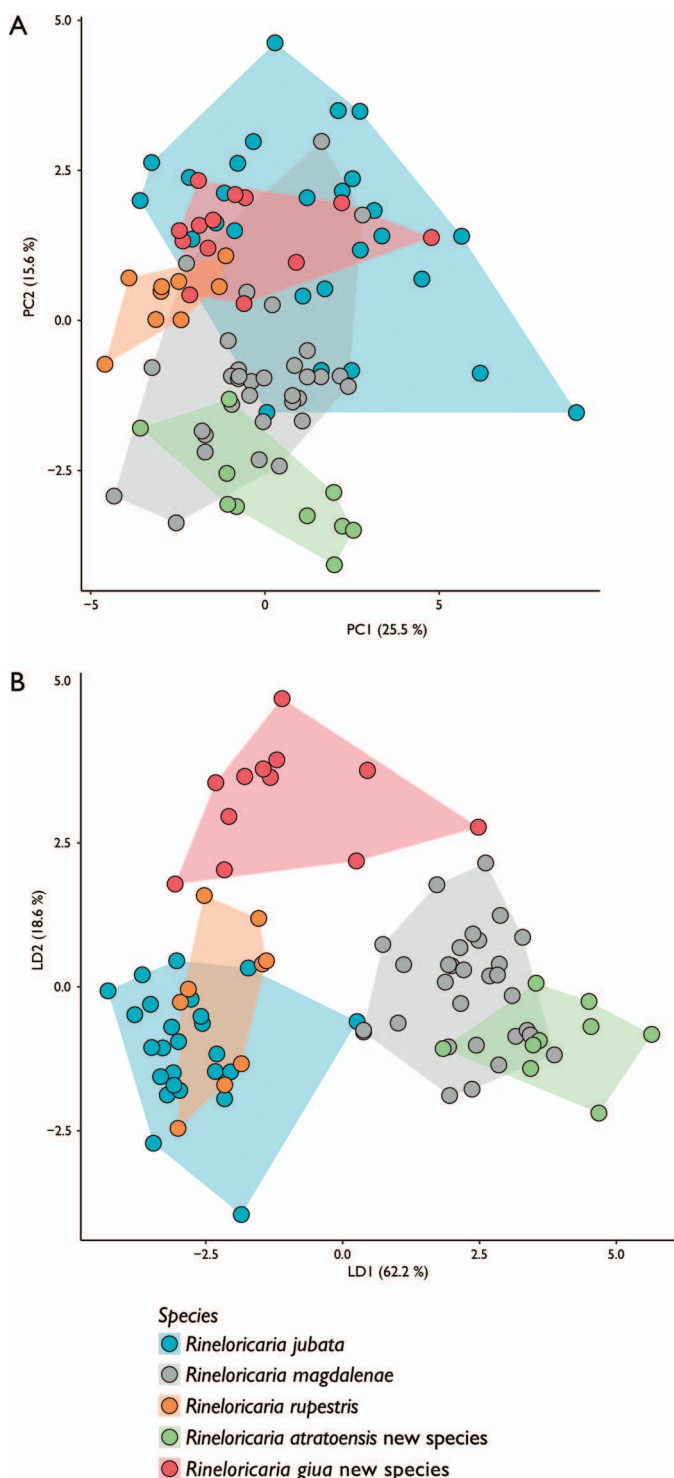 A
5.0
2.5
0.0
−2.5
PC2 (15.6 %)
−5
0
5
PC1 (25.5 %)
B
5.0
2.5
0.0
−2.5
LD2 (18.6 %)
−2.5
0.0
2.5
5.0
LD1 (62.2 %)
Species
Rineloricaria jubata
Rineloricaria magdalenae
Rineloricaria rupestris
Rineloricaria atratoensis new species
Rineloricaria giua new species